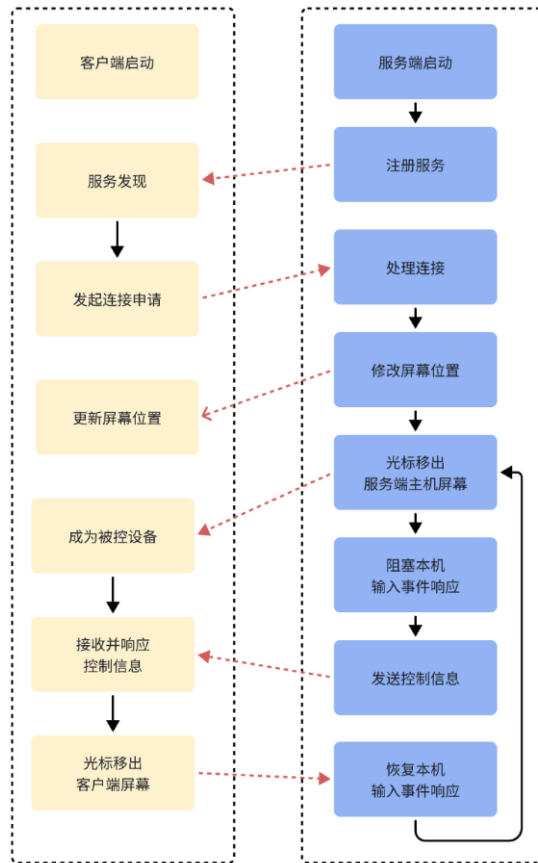 客户端启动
服务发现
发起连接申请
更新屏幕位置
成为被控设备
接收并响应
控制信息
光标移出
客户端屏幕
服务端启动
注册服务
处理连接
修改屏幕位置
光标移出
服务端主机屏幕
阻塞本机
输入事件响应
发送控制信息
恢复本机
输入事件响应